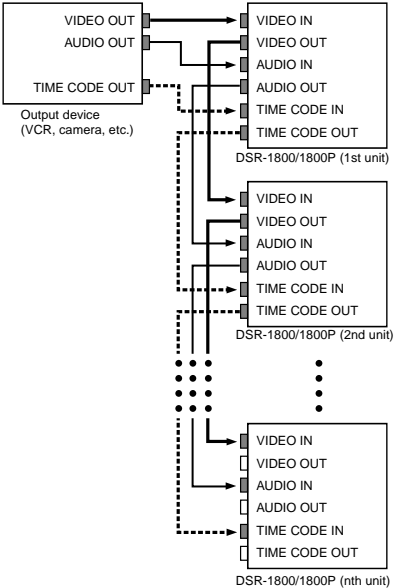 VIDEO OUT
AUDIO OUT
TIME CODE OUT
Output device
(VCR, camera, etc.)
VIDEO IN
VIDEO OUT
AUDIO IN
AUDIO OUT
TIME CODE IN
TIME CODE OUT
DSR-1800/1800P (1st unit)
VIDEO IN
VIDEO OUT
AUDIO IN
AUDIO OUT
TIME CODE IN
TIME CODE OUT
DSR-1800/1800P (2nd unit)
VIDEO IN
VIDEO OUT
AUDIO IN
AUDIO OUT
TIME CODE IN
TIME CODE OUT
DSR-1800/1800P (nth unit)